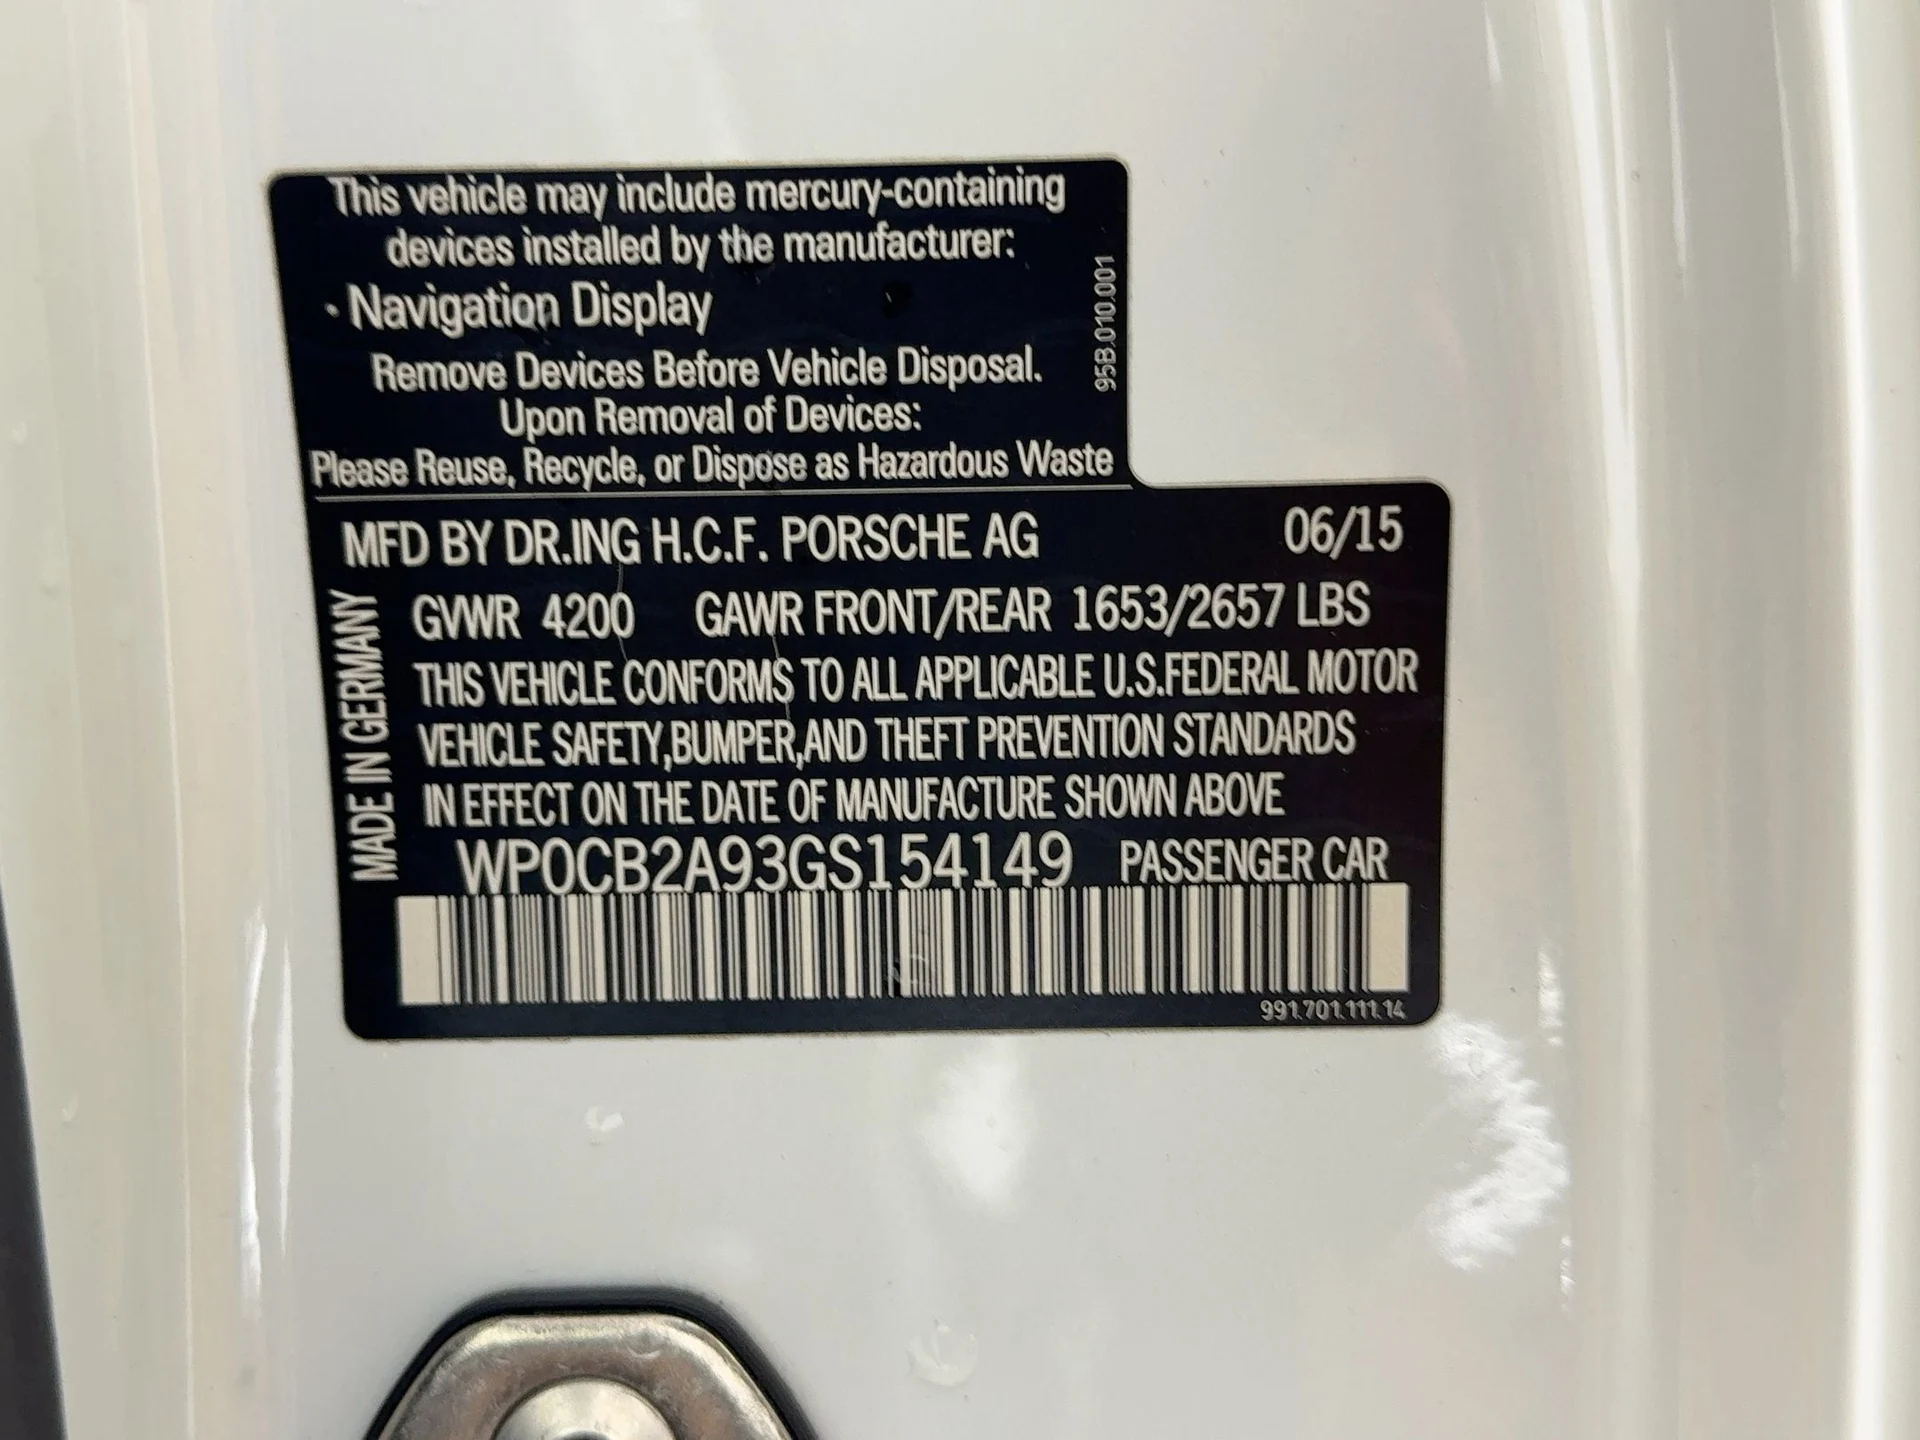 This vehicle may include mercury-containing
devices installed by the manufacturer:
· Navigation Display
Remove Devices Before Vehicle Disposal.
Upon Removal of Devices:
Please Reuse, Recycle, or Dispose as Hazardous Waste
95B.010.001
MFD BY DR.ING H.C.F. PORSCHE AG 06/15
MADE IN GERMANY
GVWR 4200 GAWR FRONT/REAR 1653/2657 LBS
THIS VEHICLE CONFORMS TO ALL APPLICABLE U.S.FEDERAL MOTOR
VEHICLE SAFETY,BUMPER,AND THEFT PREVENTION STANDARDS
IN EFFECT ON THE DATE OF MANUFACTURE SHOWN ABOVE
WP0CB2A93GS154149 PASSENGER CAR
991.701.111.14